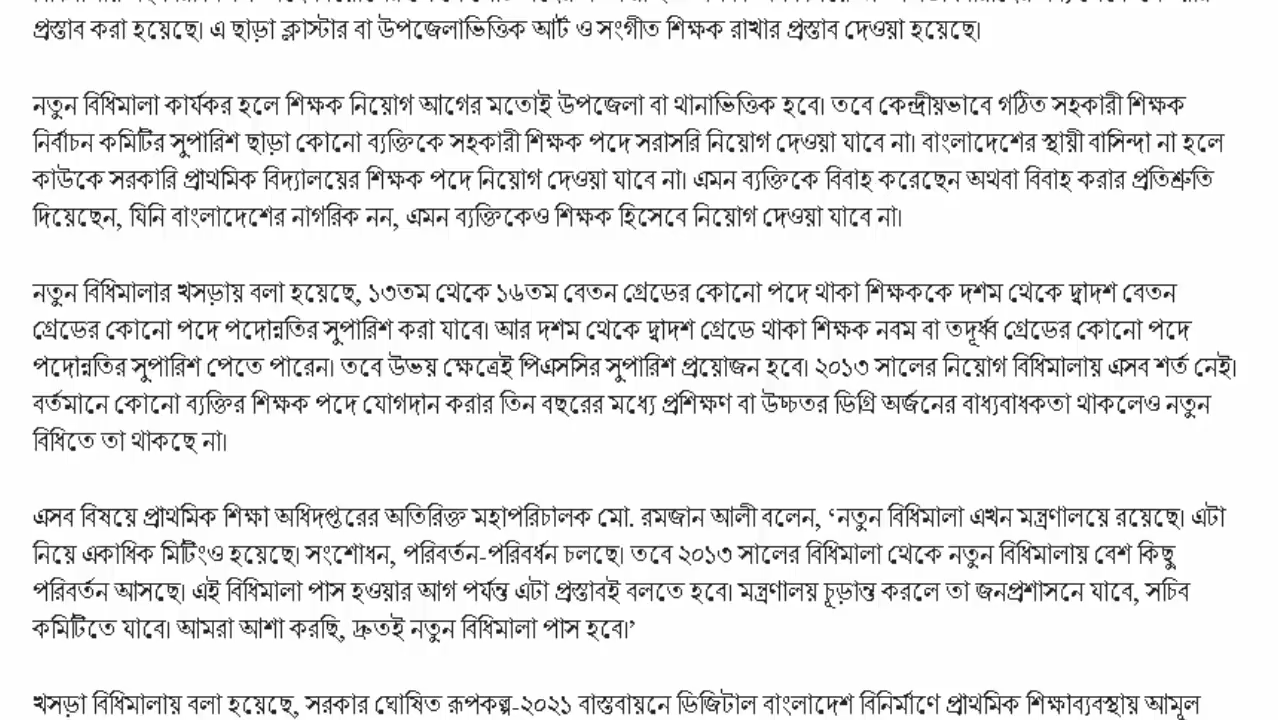 প্রস্তাব করা হয়েছে। এ ছাড়া ক্লাস্টার বা উপজেলাভিত্তিক আর্ট ও সংগীত শিক্ষক রাখার প্রস্তাব দেওয়া হয়েছে।
নতুন বিধিমালা কার্যকর হলে শিক্ষক নিয়োগ আগের মতোই উপজেলা বা থানাভিত্তিক হবে। তবে কেন্দ্রীয়ভাবে গঠিত সহকারী শিক্ষক
নির্বাচন কমিটির সুপারিশ ছাড়া কোনো ব্যক্তিকে সহকারী শিক্ষক পদে সরাসরি নিয়োগ দেওয়া যাবে না। বাংলাদেশের স্থায়ী বাসিন্দা না হলে
কাউকে সরকারি প্রাথমিক বিদ্যালয়ের শিক্ষক পদে নিয়োগ দেওয়া যাবে না। এমন ব্যক্তিকে বিবাহ করেছেন অথবা বিবাহ করার প্রতিশ্রুতি
দিয়েছেন, যিনি বাংলাদেশের নাগরিক নন, এমন ব্যক্তিকেও শিক্ষক হিসেবে নিয়োগ দেওয়া যাবে না।
নতুন বিধিমালার খসড়ায় বলা হয়েছে, ১৩তম থেকে ১৬তম বেতন গ্রেডের কোনো পদে থাকা শিক্ষককে দশম থেকে দ্বাদশ বেতন
গ্রেডের কোনো পদে পদোন্নতির সুপারিশ করা যাবে। আর দশম থেকে দ্বাদশ গ্রেডে থাকা শিক্ষক নবম বা তদূর্ধ্ব গ্রেডের কোনো পদে
পদোন্নতির সুপারিশ পেতে পারেন। তবে উভয় ক্ষেত্রেই পিএসসির সুপারিশ প্রয়োজন হবে। ২০১৩ সালের নিয়োগ বিধিমালায় এসব শর্ত নেই।
বর্তমানে কোনো ব্যক্তির শিক্ষক পদে যোগদান করার তিন বছরের মধ্যে প্রশিক্ষণ বা উচ্চতর ডিগ্রি অর্জনের বাধ্যবাধকতা থাকলেও নতুন
বিধিতে তা থাকছে না।
এসব বিষয়ে প্রাথমিক শিক্ষা অধিদপ্তরের অতিরিক্ত মহাপরিচালক মো. রমজান আলী বলেন, ‘নতুন বিধিমালা এখন মন্ত্রণালয়ে রয়েছে। এটা
নিয়ে একাধিক মিটিংও হয়েছে। সংশোধন, পরিবর্তন-পরিবর্ধন চলছে। তবে ২০১৩ সালের বিধিমালা থেকে নতুন বিধিমালায় বেশ কিছু
পরিবর্তন আসছে। এই বিধিমালা পাস হওয়ার আগ পর্যন্ত এটা প্রস্তাবই বলতে হবে। মন্ত্রণালয় চূড়ান্ত করলে তা জনপ্রশাসনে যাবে, সচিব
কমিটিতে যাবে। আমরা আশা করছি, দ্রুতই নতুন বিধিমালা পাস হবে।’
খসড়া বিধিমালায় বলা হয়েছে, সরকার ঘোষিত রূপকল্প-২০২১ বাস্তবায়নে ডিজিটাল বাংলাদেশ বিনির্মাণে প্রাথমিক শিক্ষাব্যবস্থায় আমূল